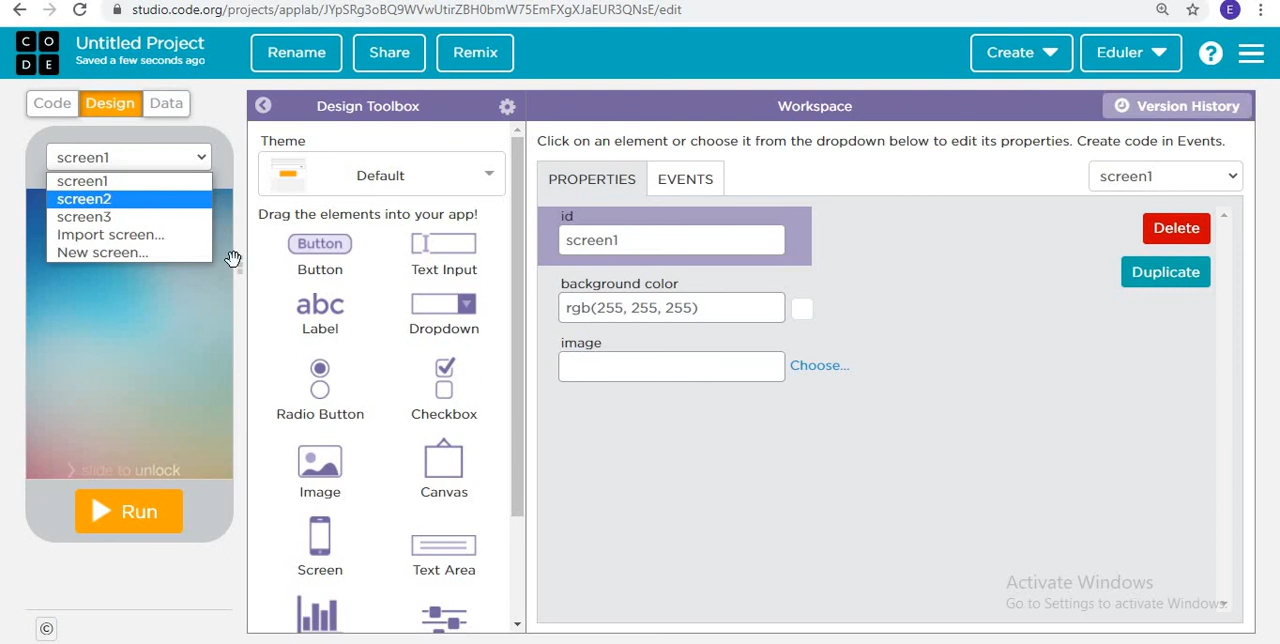 studio.code.org/projects/applab/JYpSRg3oBQ9WVwUtirZBH0bmW75EmFXgXJaEUR3QNsE/edit
E
C O D E
Untitled Project
Saved a few seconds ago
Rename
Share
Remix
Create
Eduler
?
Code
Design
Data
Design Toolbox
Workspace
Version History
screen1
screen1
screen2
screen3
Import screen...
New screen...
slide to unlock
Run
©
Theme
Default
Drag the elements into your app!
Button
Button
Text Input
abc
Label
Dropdown
Radio Button
Checkbox
Image
Canvas
Screen
Text Area
Click on an element or choose it from the dropdown below to edit its properties. Create code in Events.
PROPERTIES
EVENTS
screen1
id
screen1
Delete
Duplicate
background color
rgb(255, 255, 255)
image
Choose...
Activate Windows
Go to Settings to activate Windows.